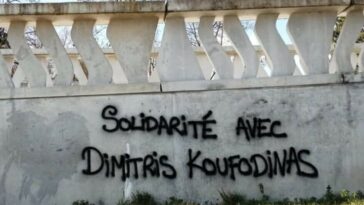 SOLIDARITÉ AVEC
DIMITRIS KOUFODINAS